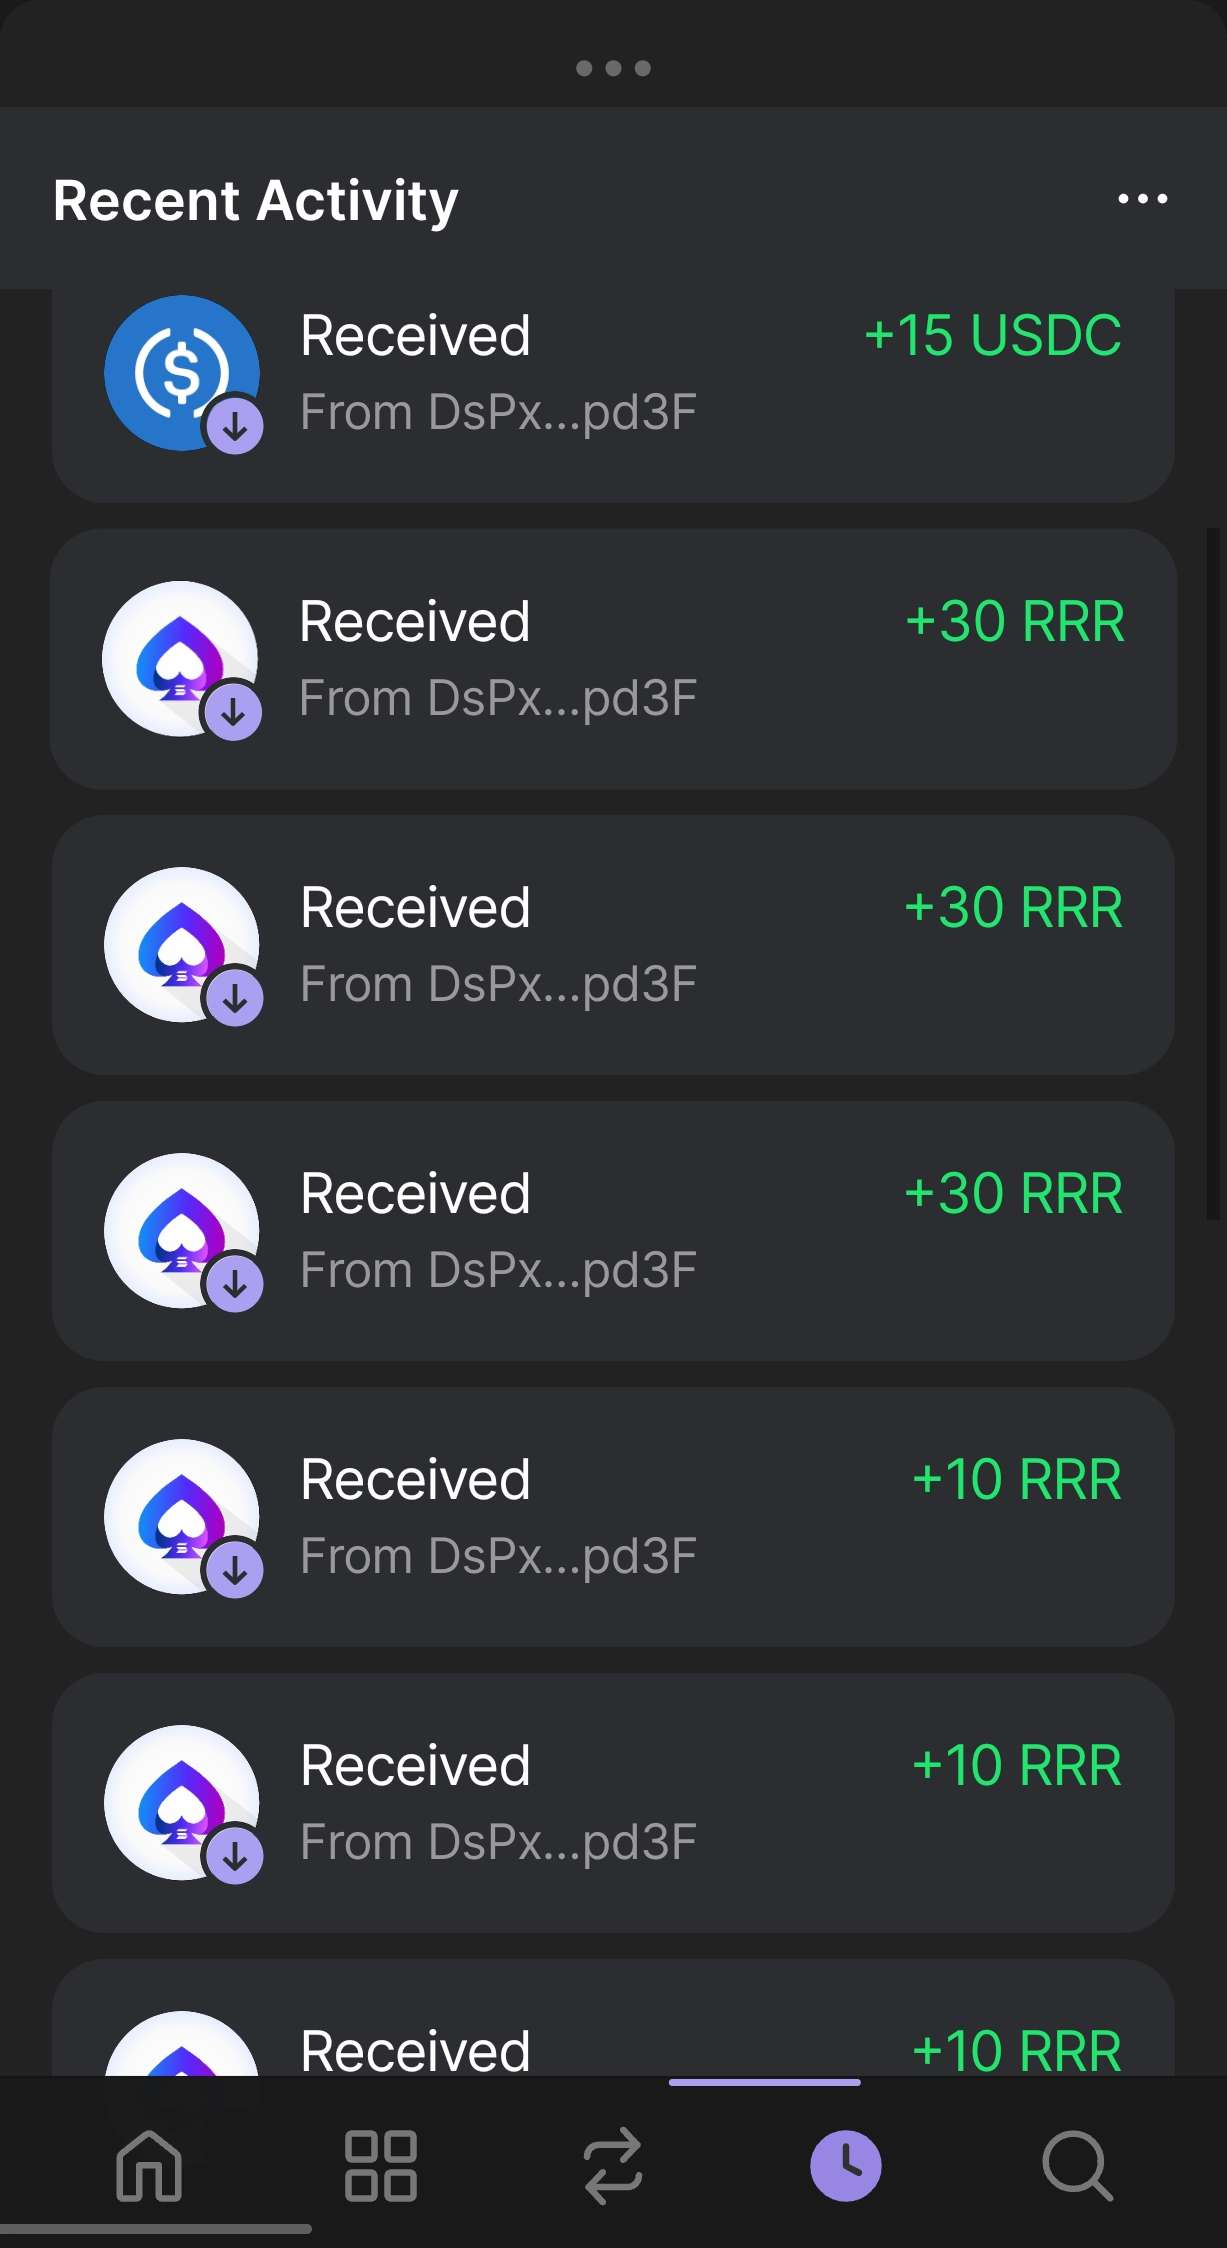 Recent Activity
Received +15 USDC
From DsPx...pd3F
Received +30 RRR
From DsPx...pd3F
Received +30 RRR
From DsPx...pd3F
Received +30 RRR
From DsPx...pd3F
Received +10 RRR
From DsPx...pd3F
Received +10 RRR
From DsPx...pd3F
Received +10 RRR